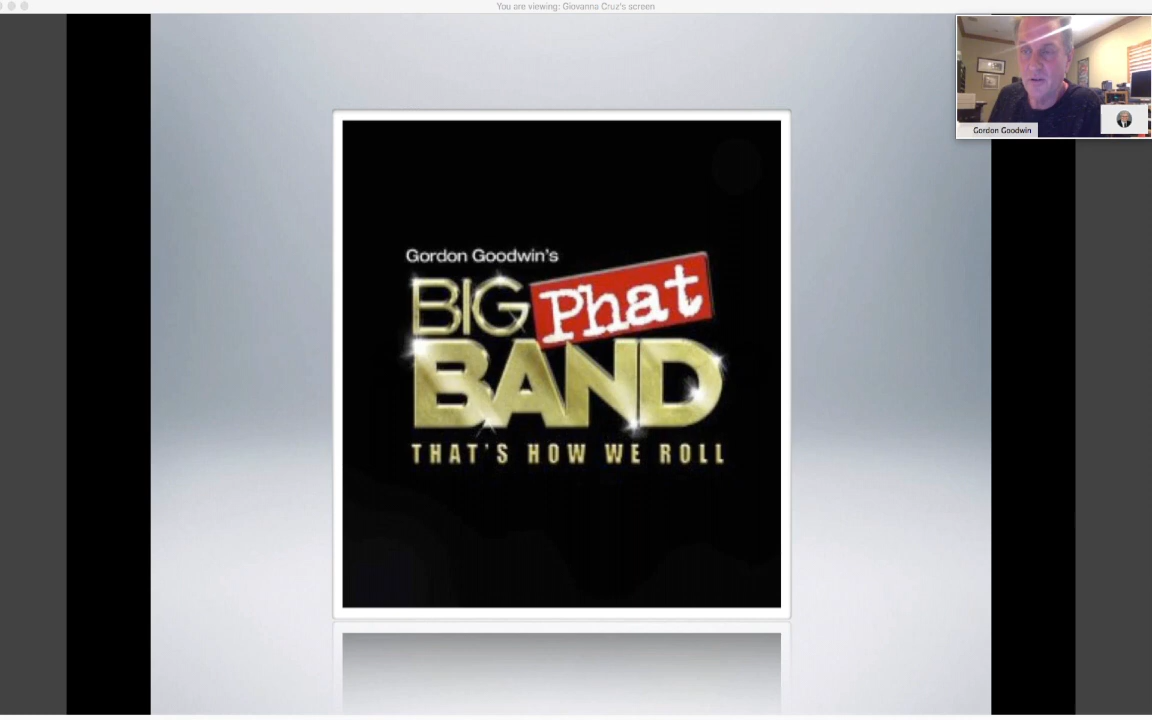 You are viewing: Giovanna Cruz's screen
Gordon Goodwin
Gordon Goodwin's
BIG Phat
BAND
THAT'S HOW WE ROLL